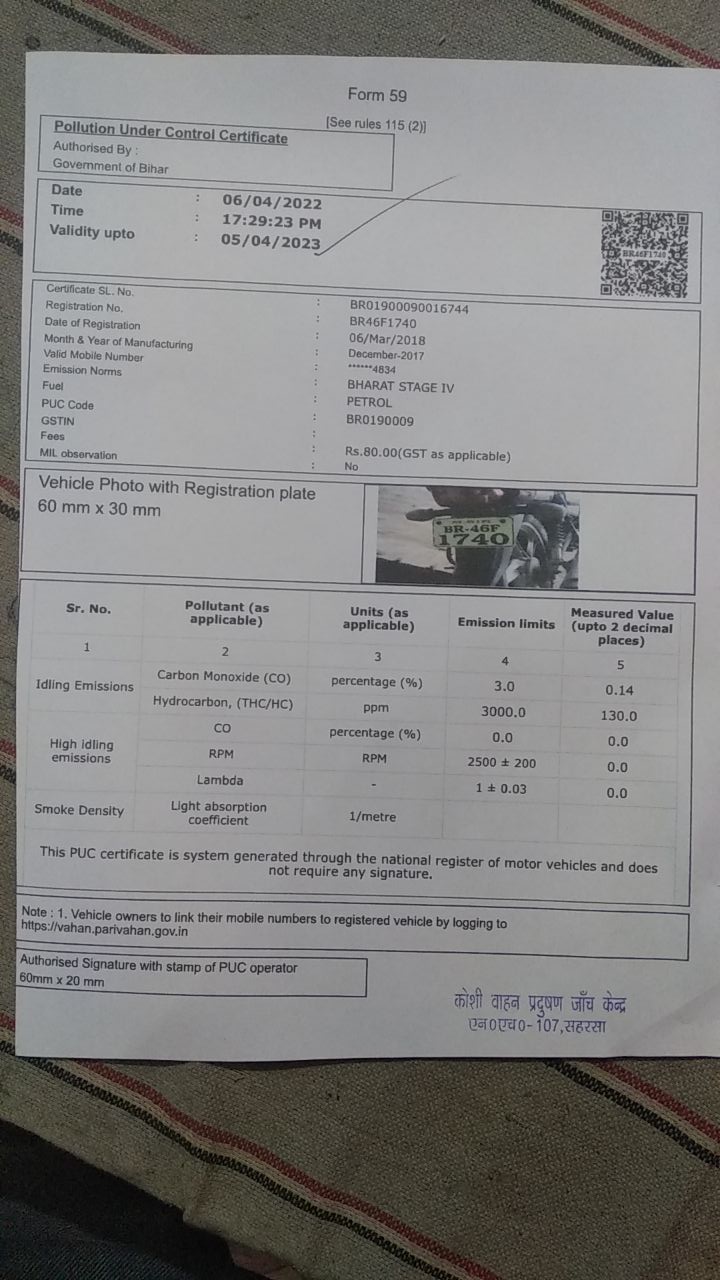 Form 59
[See rules 115 (2)]
Pollution Under Control Certificate
Authorised By :
Government of Bihar
Date : 06/04/2022
Time : 17:29:23 PM
Validity upto : 05/04/2023
BR46F1740
Certificate SL. No. : BR01900090016744
Registration No. : BR46F1740
Date of Registration : 06/Mar/2018
Month & Year of Manufacturing : December-2017
Valid Mobile Number : ******4834
Emission Norms : BHARAT STAGE IV
Fuel : PETROL
PUC Code : BR0190009
GSTIN :
Fees : Rs.80.00(GST as applicable)
MIL observation : No
Vehicle Photo with Registration plate
60 mm x 30 mm
BR-46F
1740
Sr. No. Pollutant (as applicable) Units (as applicable) Emission limits Measured Value (upto 2 decimal places)
1 2 3 4 5
Idling Emissions Carbon Monoxide (CO) percentage (%) 3.0 0.14
Hydrocarbon, (THC/HC) ppm 3000.0 130.0
High idling emissions CO percentage (%) 0.0 0.0
RPM RPM 2500 ± 200 0.0
Lambda - 1 ± 0.03 0.0
Smoke Density Light absorption coefficient 1/metre
This PUC certificate is system generated through the national register of motor vehicles and does
not require any signature.
Note : 1. Vehicle owners to link their mobile numbers to registered vehicle by logging to
https://vahan.parivahan.gov.in
Authorised Signature with stamp of PUC operator
60mm x 20 mm
कोशी वाहन प्रदुषण जाँच केन्द्र
एन०एच०-107,सहरसा